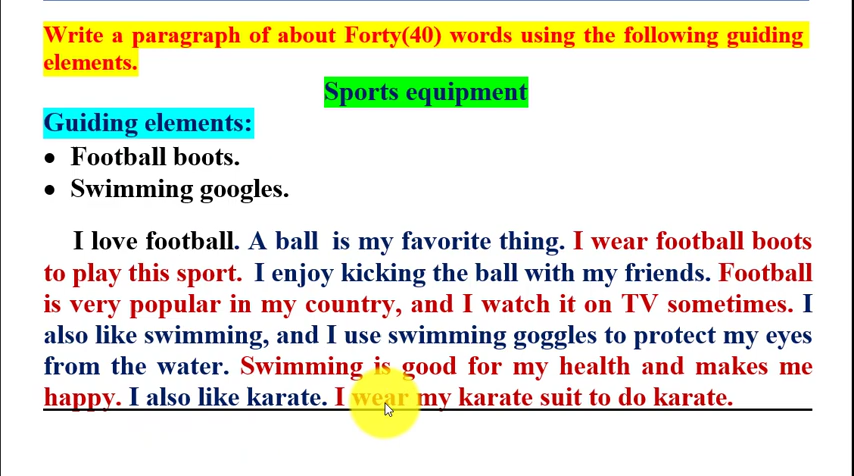 Write a paragraph of about Forty(40) words using the following guiding
elements.
Sports equipment
Guiding elements:
• Football boots.
• Swimming googles.
I love football. A ball is my favorite thing. I wear football boots
to play this sport. I enjoy kicking the ball with my friends. Football
is very popular in my country, and I watch it on TV sometimes. I
also like swimming, and I use swimming goggles to protect my eyes
from the water. Swimming is good for my health and makes me
happy. I also like karate. I wear my karate suit to do karate.